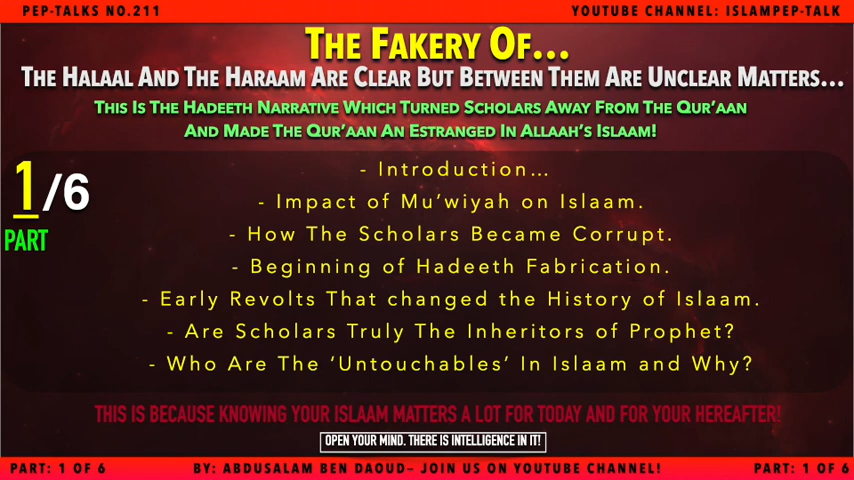 PEP-TALKS NO.211
YOUTUBE CHANNEL: ISLAMPEP-TALK
THE FAKERY OF...
THE HALAAL AND THE HARAAM ARE CLEAR BUT BETWEEN THEM ARE UNCLEAR MATTERS...
THIS IS THE HADEETH NARRATIVE WHICH TURNED SCHOLARS AWAY FROM THE QUR'AAN
AND MADE THE QUR'AAN AN ESTRANGED IN ALLAAH'S ISLAAM!
1/6
PART
- Introduction...
- Impact of Mu'wiyah on Islaam.
- How The Scholars Became Corrupt.
- Beginning of Hadeeth Fabrication.
- Early Revolts That changed the History of Islaam.
- Are Scholars Truly The Inheritors of Prophet?
- Who Are The 'Untouchables' In Islaam and Why?
THIS IS BECAUSE KNOWING YOUR ISLAAM MATTERS A LOT FOR TODAY AND FOR YOUR HEREAFTER!
OPEN YOUR MIND. THERE IS INTELLIGENCE IN IT!
PART: 1 OF 6
BY: ABDUSALAM BEN DAOUD– JOIN US ON YOUTUBE CHANNEL!
PART: 1 OF 6